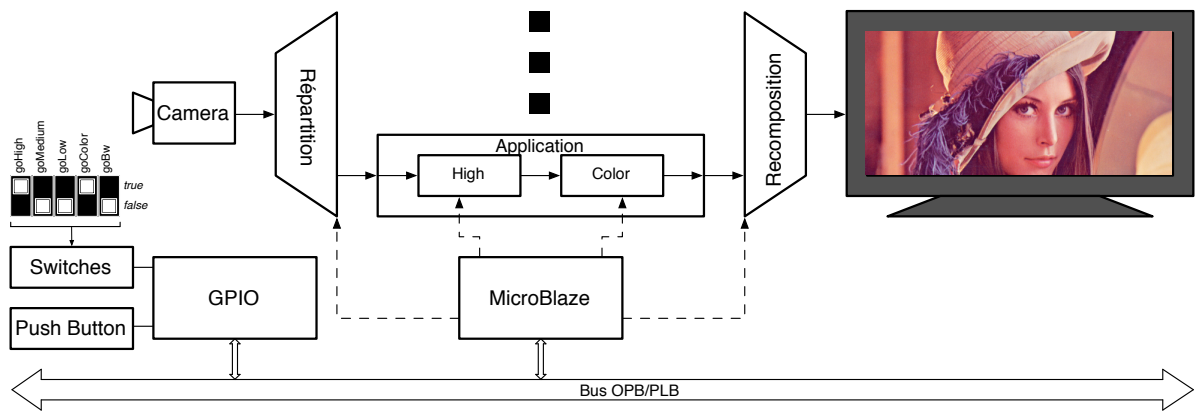 Camera
Répartition
Application
High
Color
Recomposition
goHigh
goMedium
goLow
goColor
goBw
true
false
Switches
Push Button
GPIO
MicroBlaze
Bus OPB/PLB